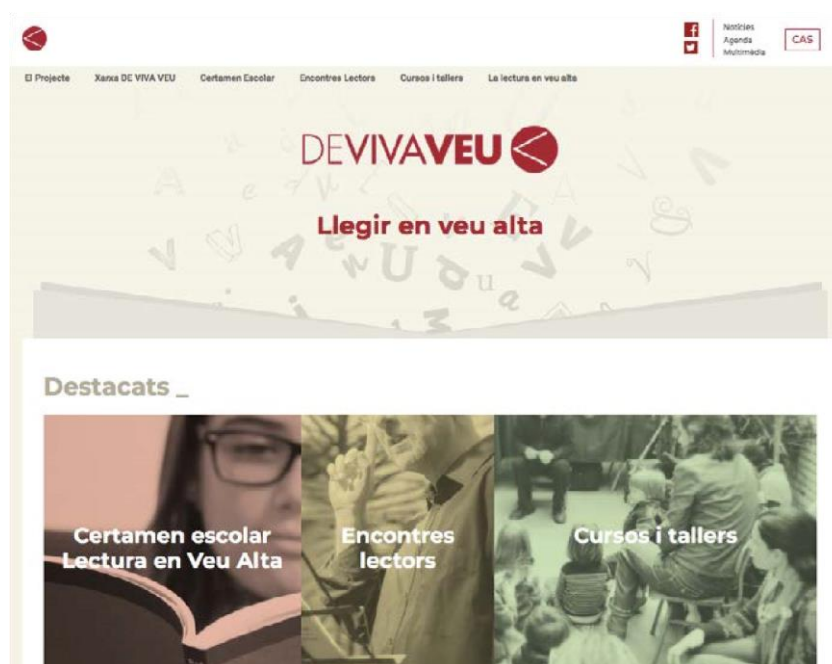 Notícies
Agenda
Multimèdia
CAS
El Projecte Xarxa DE VIVA VEU Certamen Escolar Encontres Lectors Cursos i tallers La lectura en veu alta
DEVIVAVEU
Llegir en veu alta
Destacats _
Certamen escolar
Lectura en Veu Alta
Encontres
lectors
Cursos i tallers